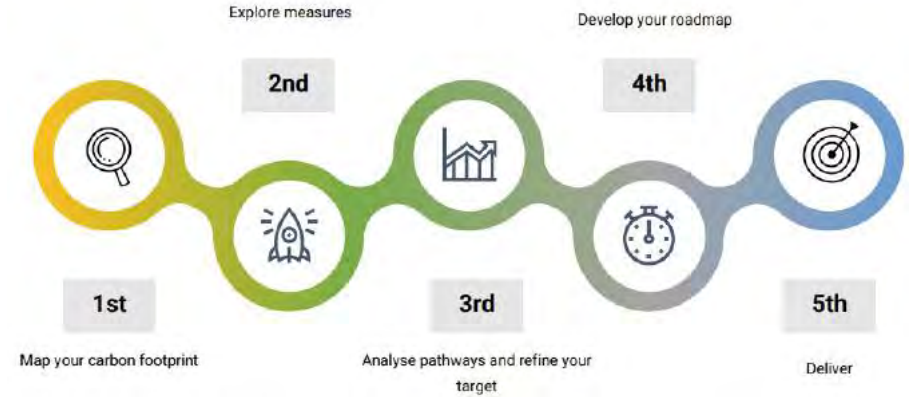 Explore measures
Develop your roadmap
2nd
4th
1st
3rd
5th
Map your carbon footprint
Analyse pathways and refine your
target
Deliver